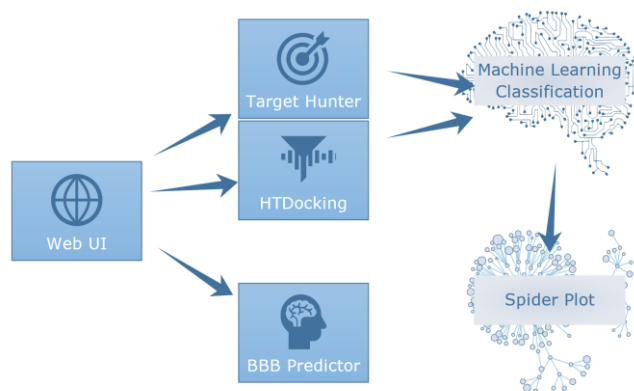 Target Hunter
Machine Learning
Classification
HTDocking
Web UI
Spider Plot
BBB Predictor